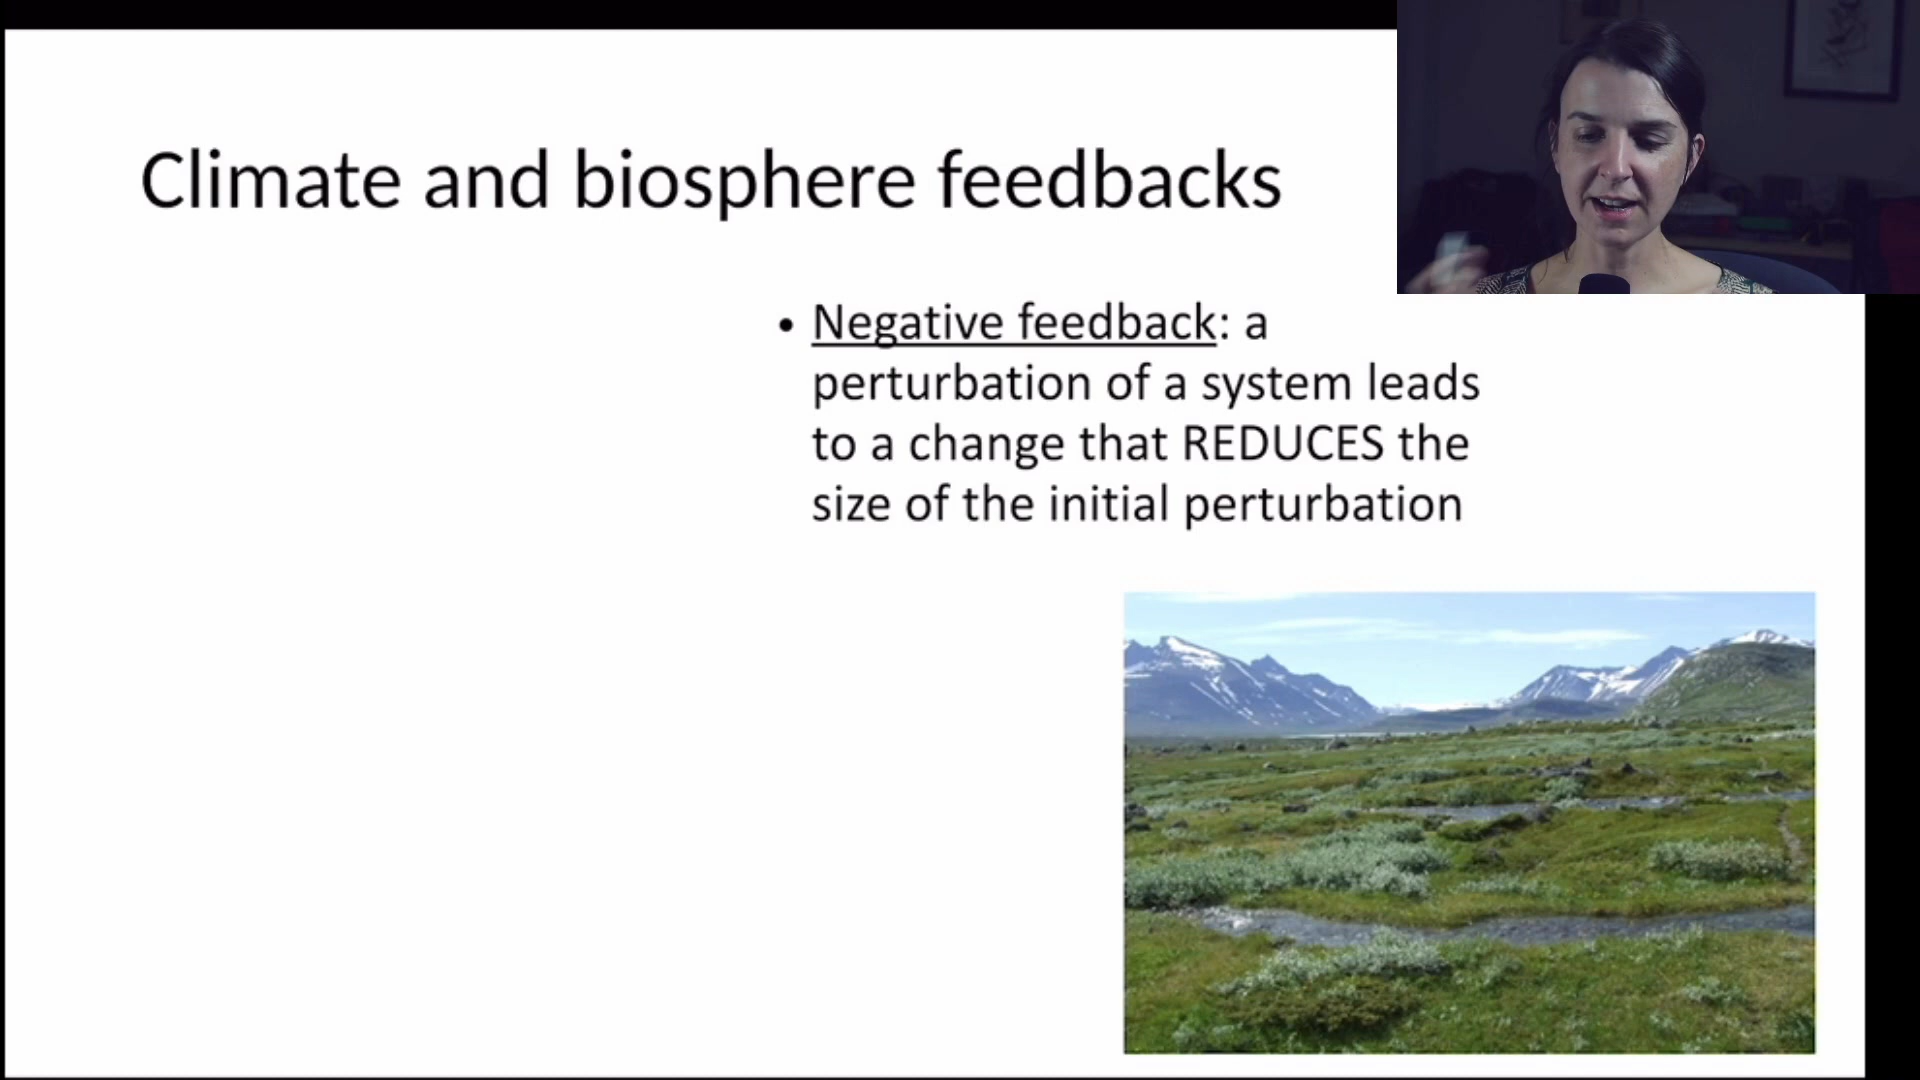 Climate and biosphere feedbacks
• Negative feedback: a
perturbation of a system leads
to a change that REDUCES the
size of the initial perturbation